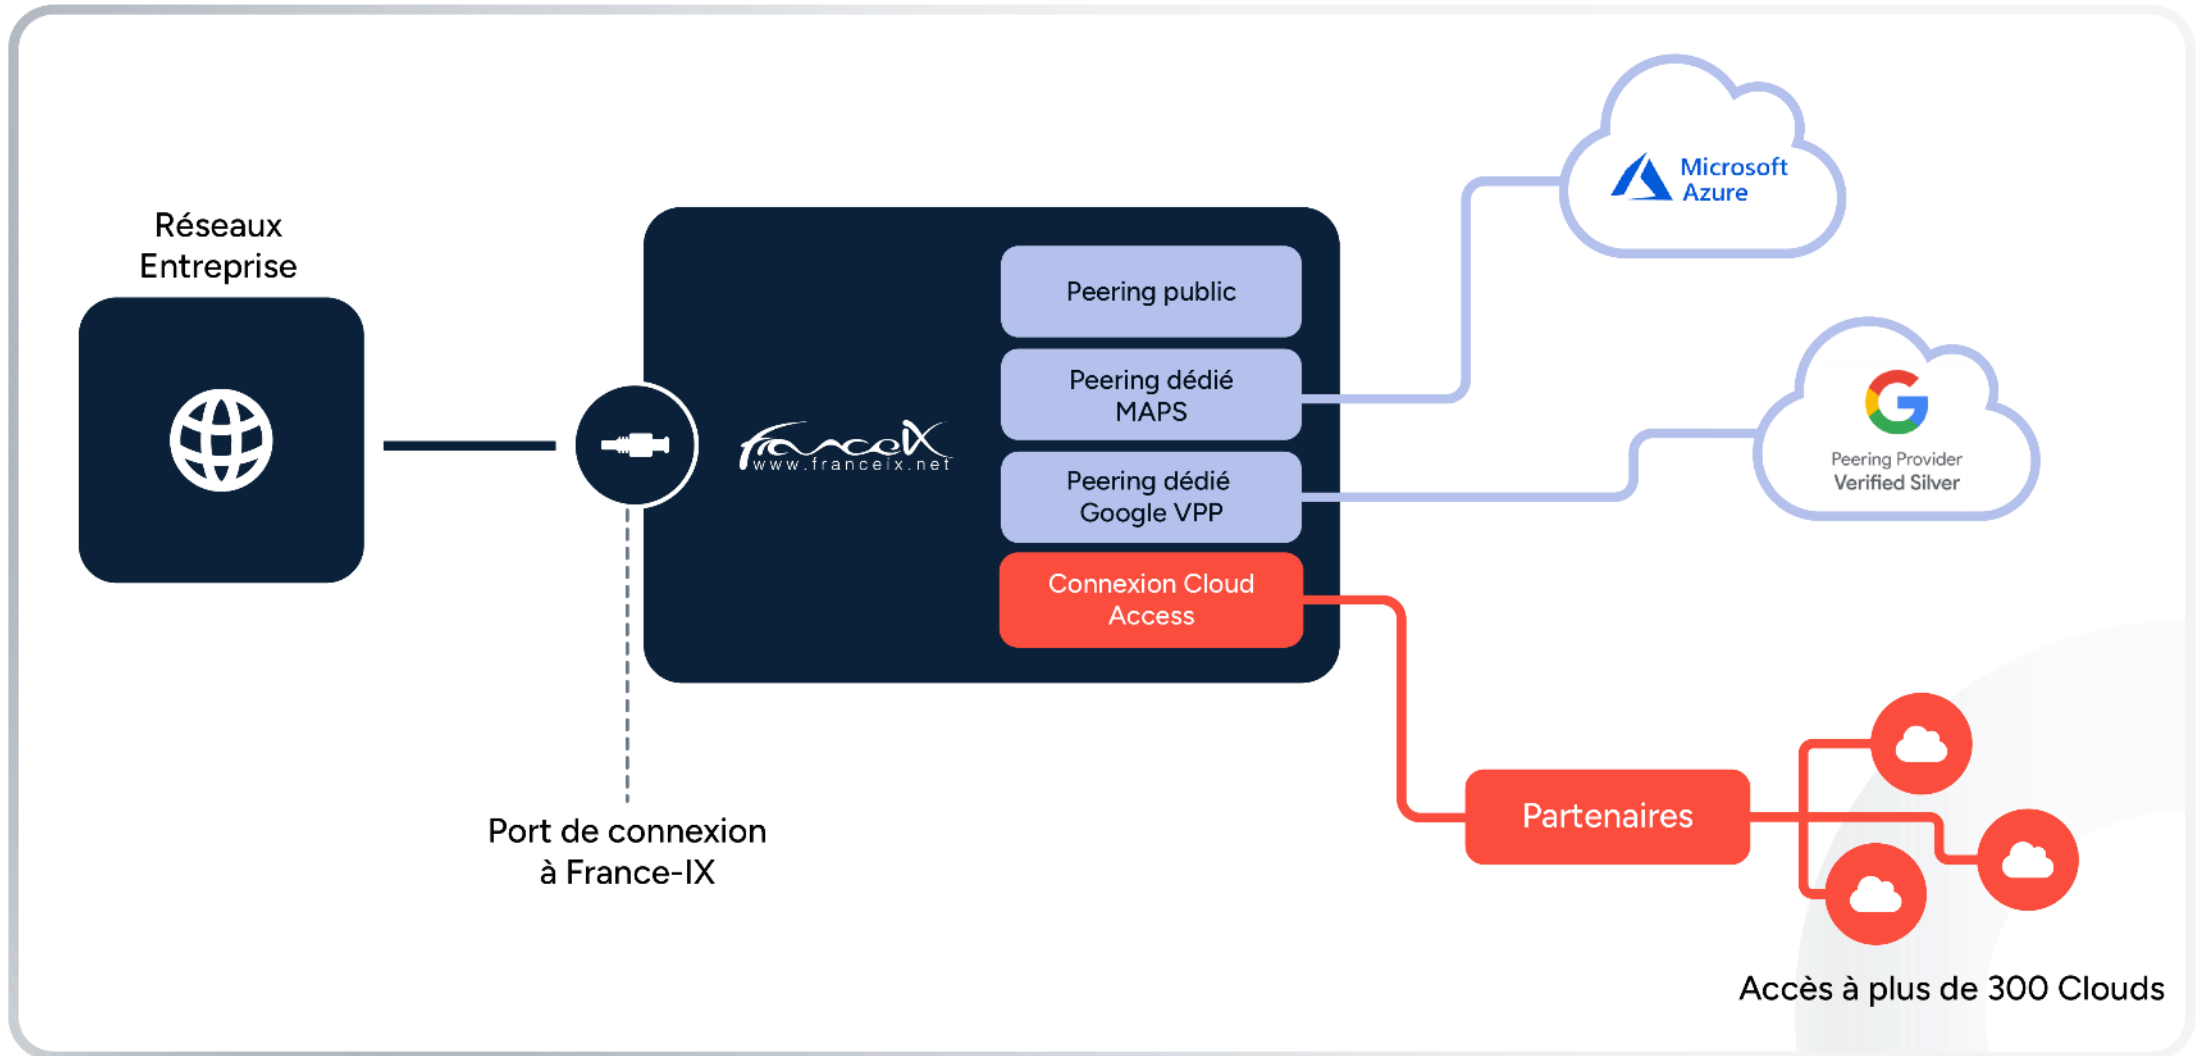 Réseaux
Entreprise
franceix
www.franceix.net
Peering public
Peering dédié
MAPS
Peering dédié
Google VPP
Connexion Cloud
Access
Microsoft
Azure
Peering Provider
Verified Silver
Port de connexion
à France-IX
Partenaires
Accès à plus de 300 Clouds